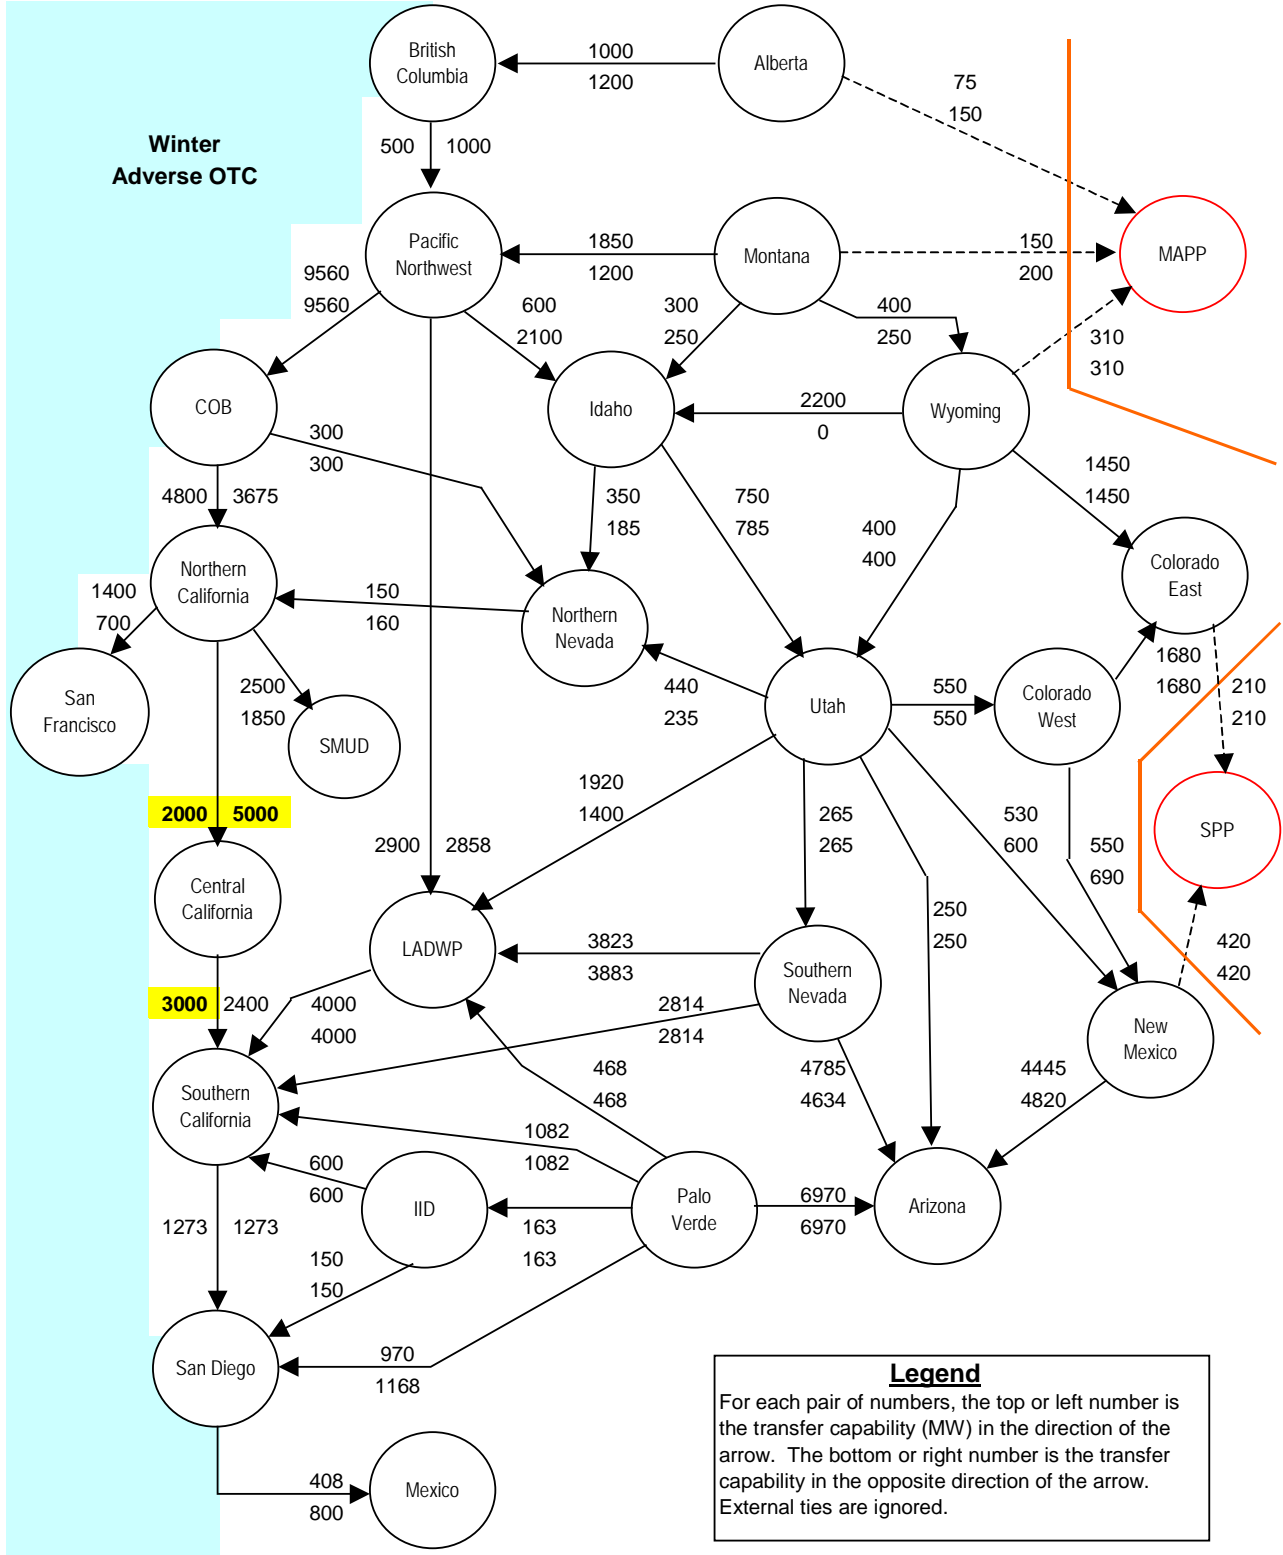 British
Columbia
1000
1200
Alberta
75
150
Winter
Adverse OTC
500 1000
Pacific
Northwest
1850
1200
Montana
150
200
MAPP
9560
9560
600
2100
300
250
400
250
310
310
COB
Idaho
2200
0
Wyoming
300
300
4800 3675
350
185
750
785
400
400
1450
1450
Northern
California
Colorado
East
1400
700
150
160
Northern
Nevada
San
Francisco
2500
1850
SMUD
440
235
Utah
550
550
Colorado
West
1680
1680
210
210
2000 5000
1920
1400
2900 2858
265
265
530
600
550
690
SPP
Central
California
LADWP
3823
3883
Southern
Nevada
250
250
420
420
3000 2400
4000
4000
2814
2814
New
Mexico
Southern
California
468
468
4785
4634
4445
4820
1082
1082
600
600
IID
163
163
Palo
Verde
6970
6970
Arizona
1273 1273
150
150
San Diego
970
1168
408
800
Mexico
Legend
For each pair of numbers, the top or left number is
the transfer capability (MW) in the direction of the
arrow. The bottom or right number is the transfer
capability in the opposite direction of the arrow.
External ties are ignored.